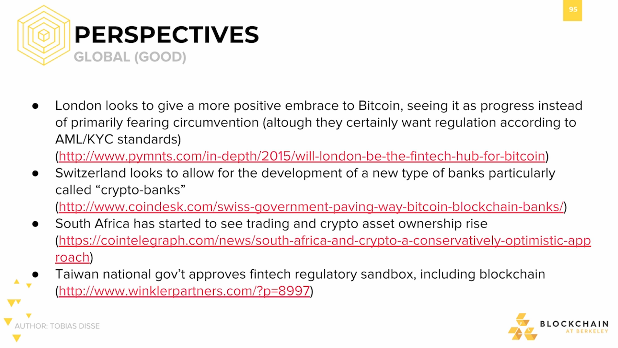 95
PERSPECTIVES
GLOBAL (GOOD)
● London looks to give a more positive embrace to Bitcoin, seeing it as progress instead
of primarily fearing circumvention (altough they certainly want regulation according to
AML/KYC standards)
(http://www.pymnts.com/in-depth/2015/will-london-be-the-fintech-hub-for-bitcoin)
● Switzerland looks to allow for the development of a new type of banks particularly
called “crypto-banks”
(http://www.coindesk.com/swiss-government-paving-way-bitcoin-blockchain-banks/)
● South Africa has started to see trading and crypto asset ownership rise
(https://cointelegraph.com/news/south-africa-and-crypto-a-conservatively-optimistic-app
roach)
● Taiwan national gov’t approves fintech regulatory sandbox, including blockchain
(http://www.winklerpartners.com/?p=8997)
AUTHOR: TOBIAS DISSE
BLOCKCHAIN
AT BERKELEY